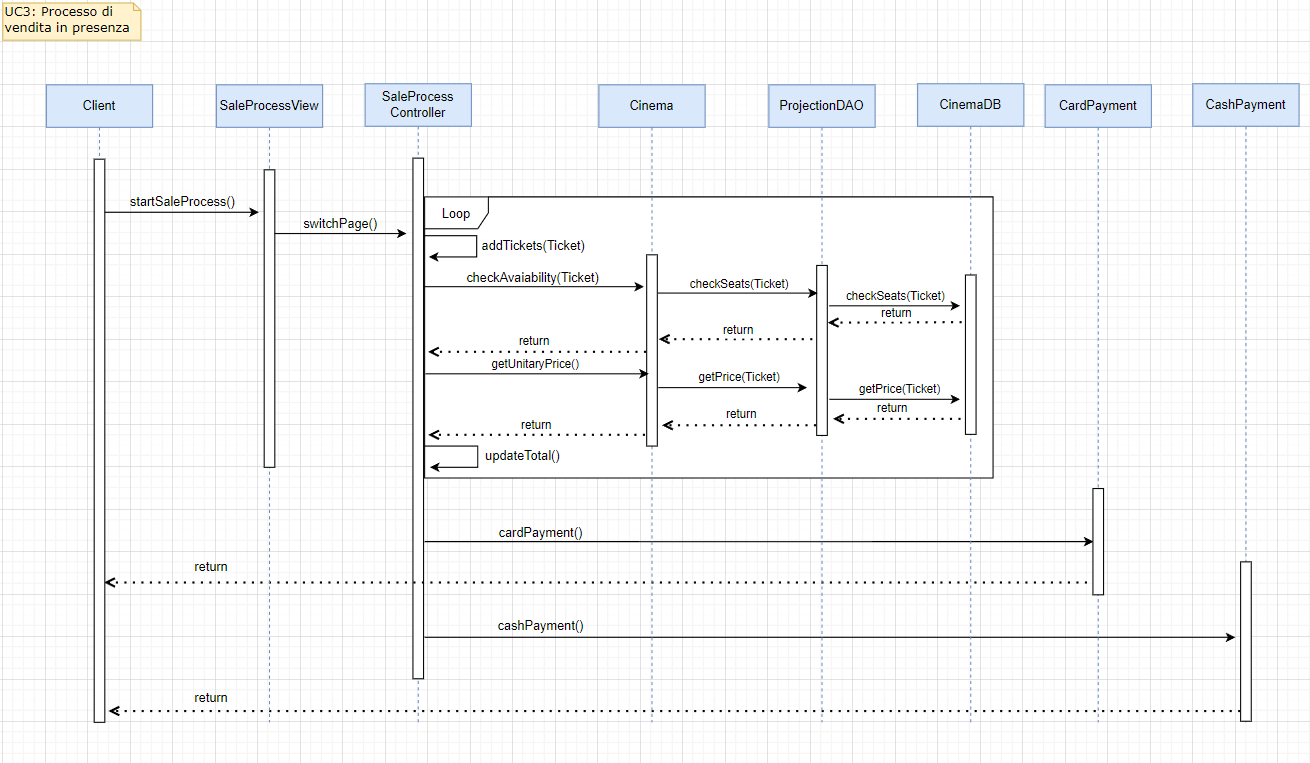 UC3: Processo di
vendita in presenza
Client
SaleProcessView
SaleProcess
Controller
Cinema
ProjectionDAO
CinemaDB
CardPayment
CashPayment
startSaleProcess()
switchPage()
Loop
addTickets(Ticket)
checkAvaiability(Ticket)
checkSeats(Ticket)
checkSeats(Ticket)
return
return
return
getUnitaryPrice()
getPrice(Ticket)
getPrice(Ticket)
return
return
return
updateTotal()
cardPayment()
return
cashPayment()
return